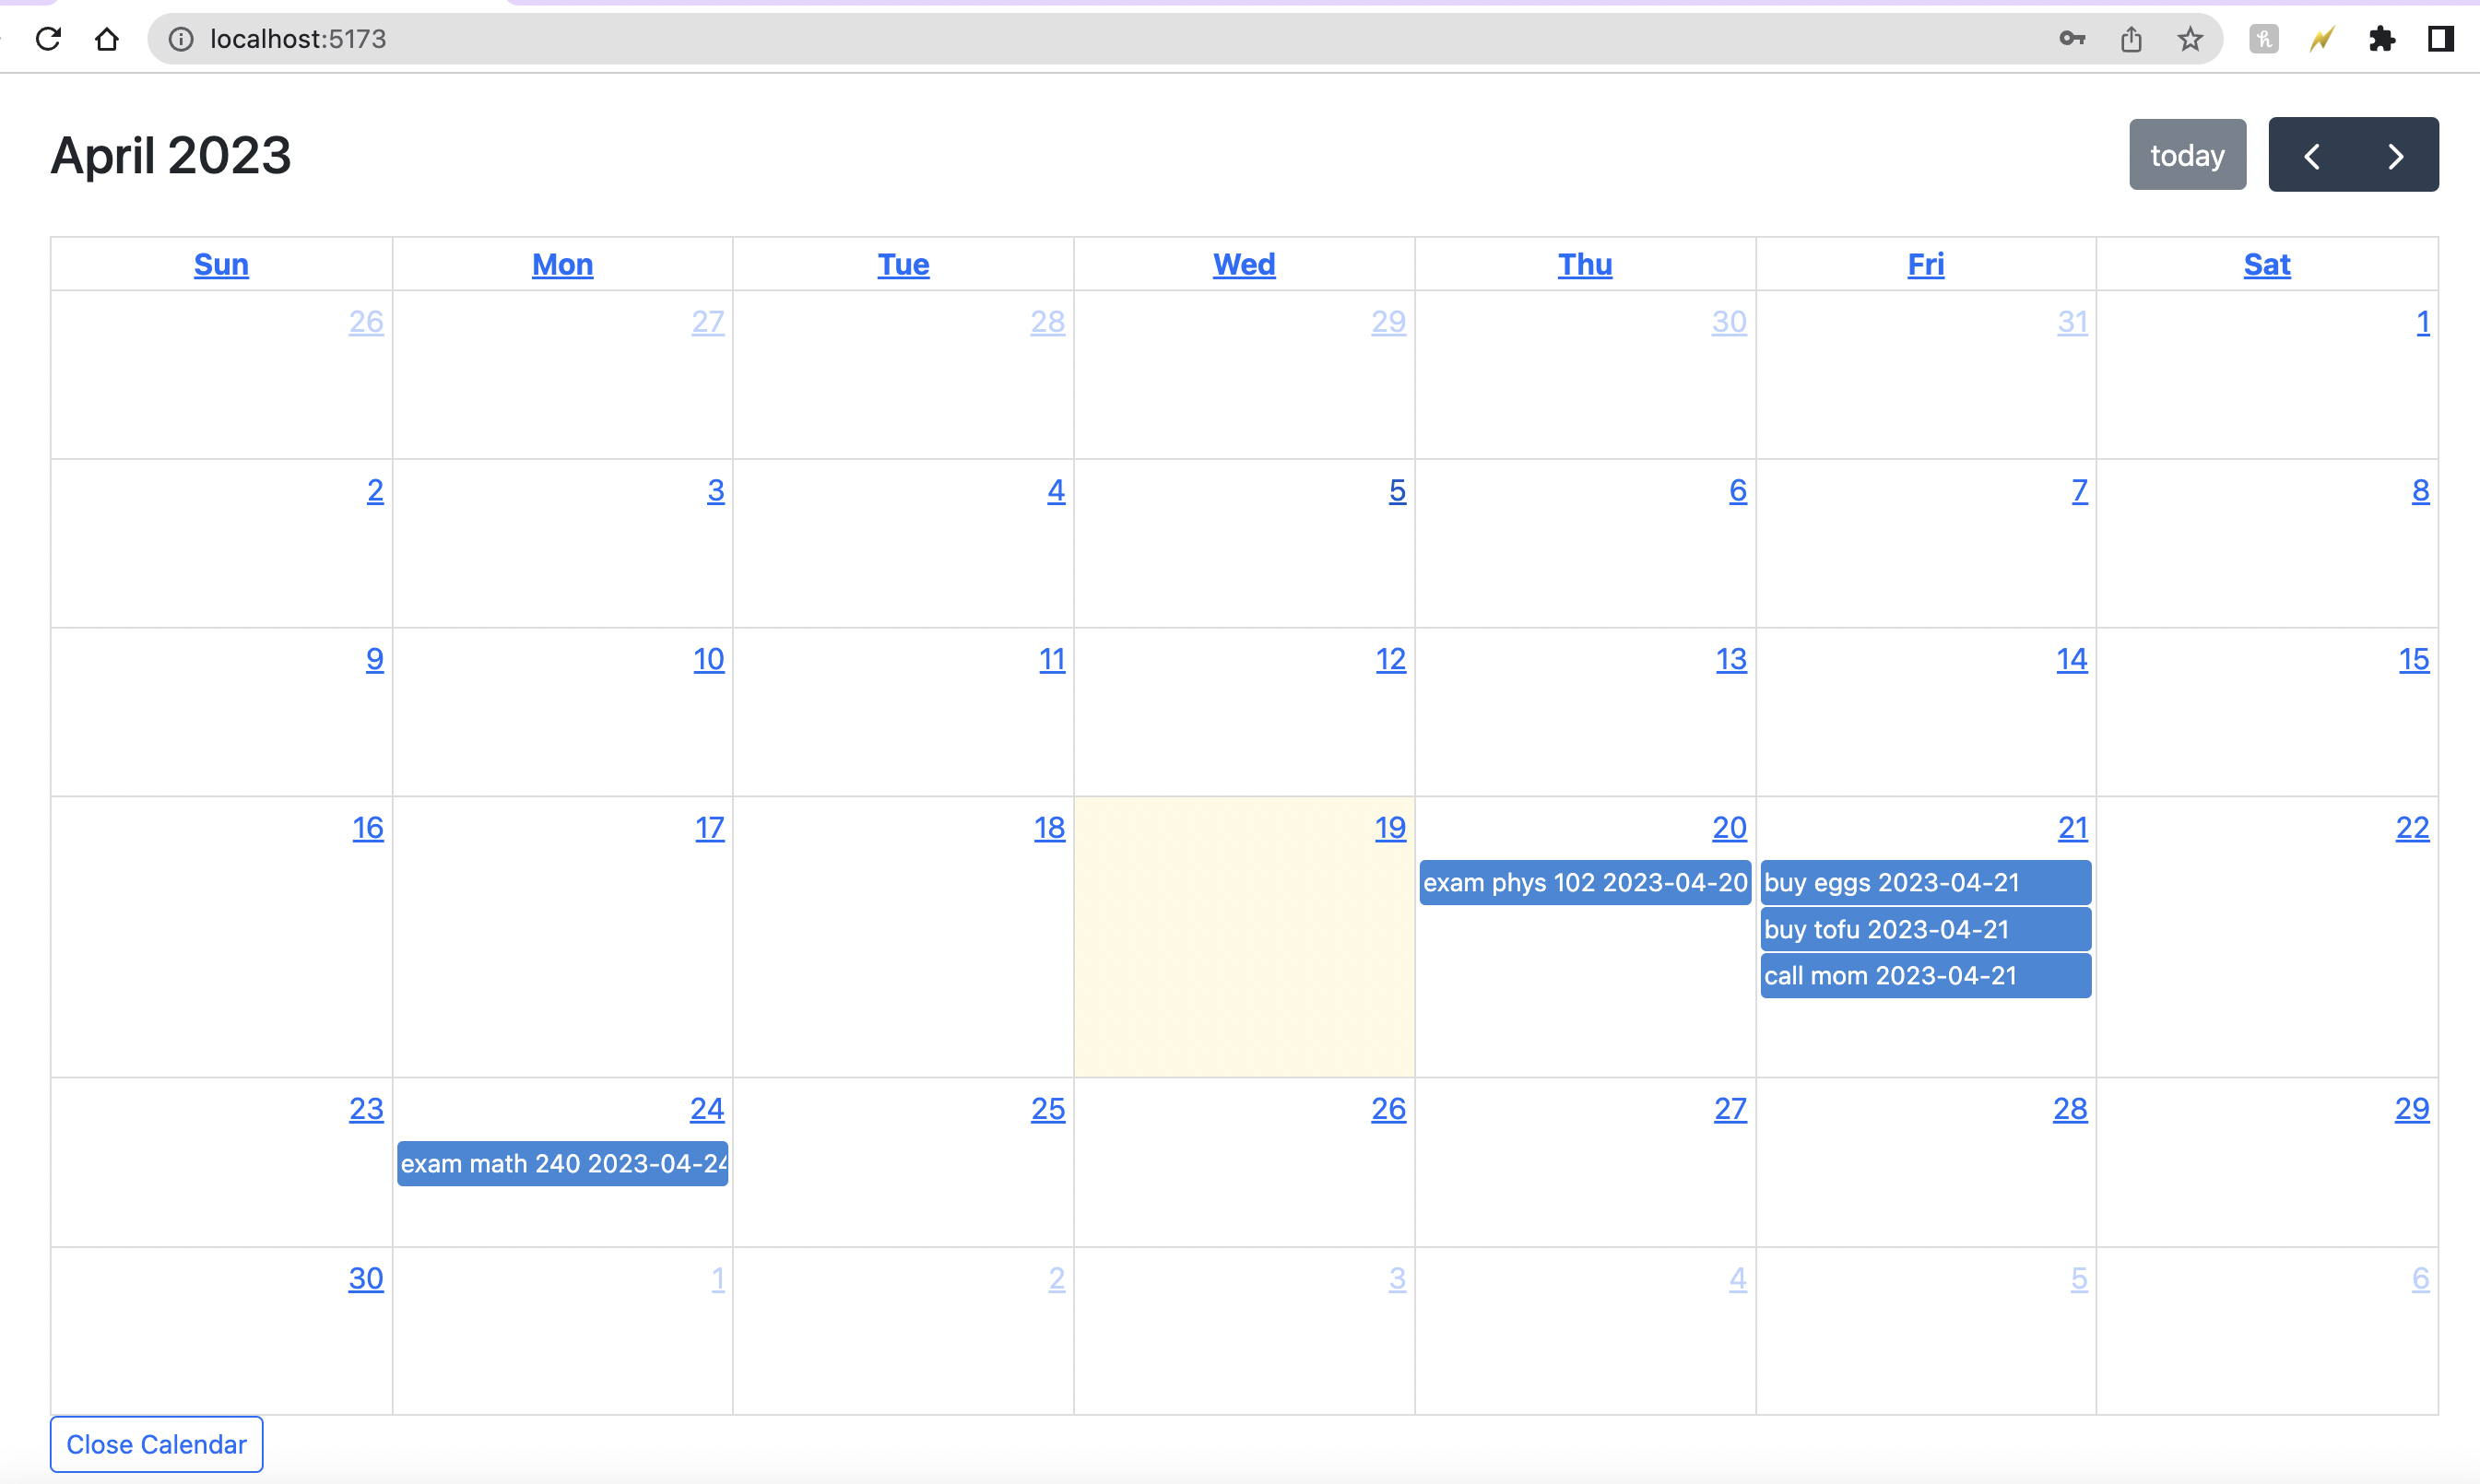 localhost:5173
April 2023
today
Sun Mon Tue Wed Thu Fri Sat
26 27 28 29 30 31 1
2 3 4 5 6 7 8
9 10 11 12 13 14 15
16 17 18 19 20 21 22
exam phys 102 2023-04-20 buy eggs 2023-04-21
buy tofu 2023-04-21
call mom 2023-04-21
23 24 25 26 27 28 29
exam math 240 2023-04-24
30 1 2 3 4 5 6
Close Calendar